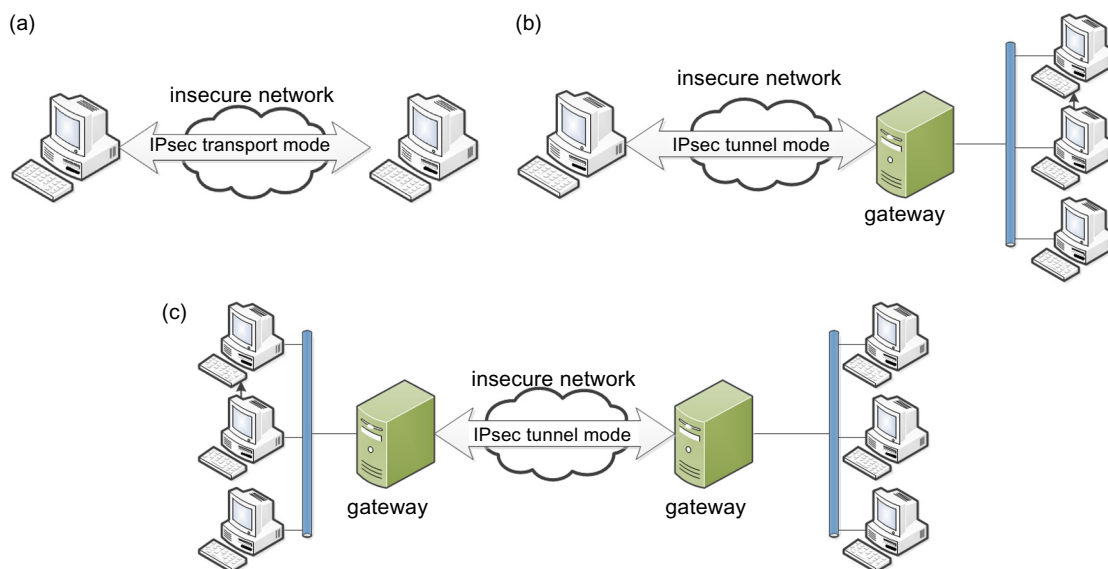 (a)
insecure network
IPsec transport mode
(b)
insecure network
IPsec tunnel mode
gateway
(c)
insecure network
IPsec tunnel mode
gateway
gateway